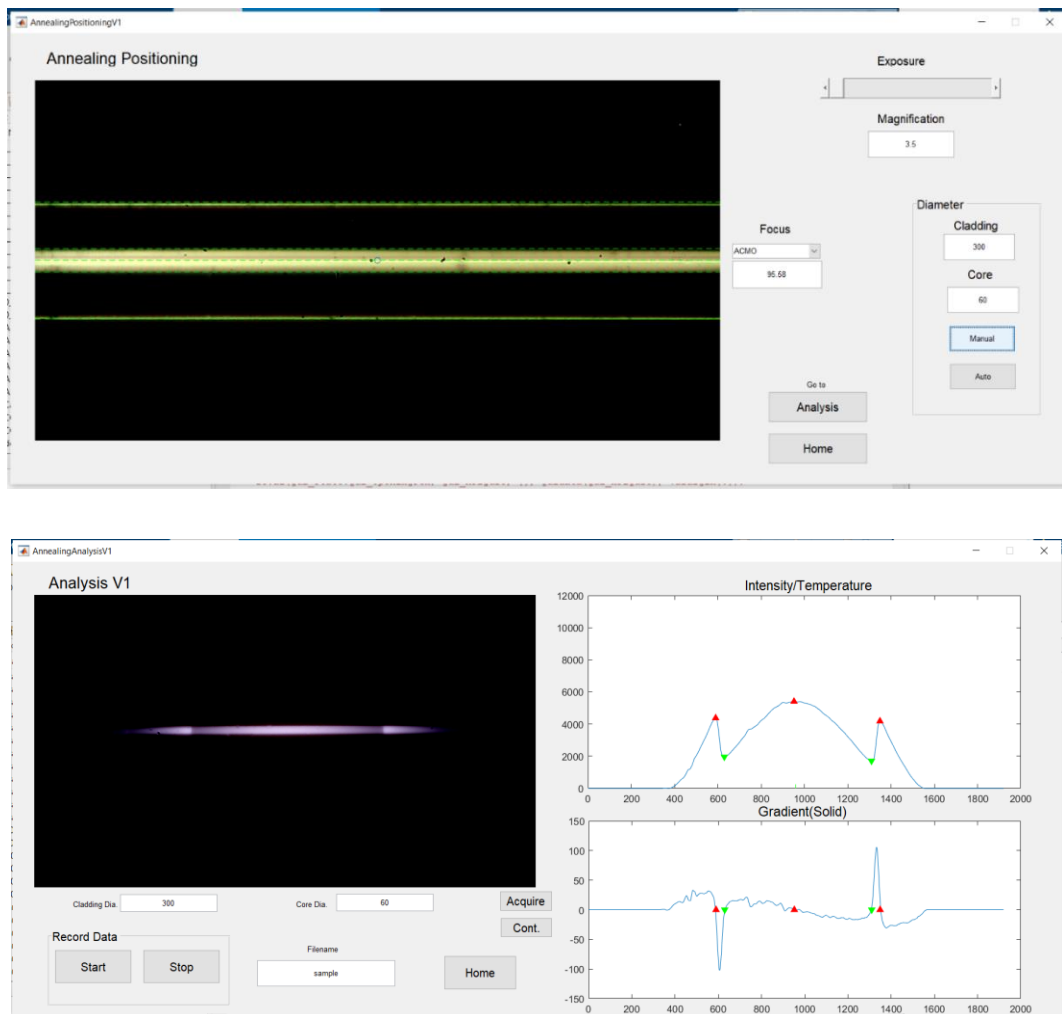 AnnealingPositioningV1
Annealing Positioning
Exposure
Magnification
3.5
Diameter
Cladding
300
Focus
ACMO
95.58
Core
60
Manual
Auto
Go to
Analysis
Home
AnnealingAnalysisV1
Analysis V1
Intensity/Temperature
12000
10000
8000
6000
4000
2000
0
0 200 400 600 800 1000 1200 1400 1600 1800 2000
Gradient(Solid)
150
100
50
0
-50
-100
-150
0 200 400 600 800 1000 1200 1400 1600 1800 2000
Cladding Dia. 300 Core Dia. 60 Acquire
Cont.
Record Data
Start Stop
Filename
sample
Home